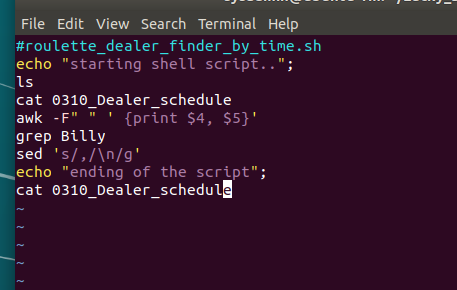 File Edit View Search Terminal Help
#roulette_dealer_finder_by_time.sh
echo "starting shell script..";
ls
cat 0310_Dealer_schedule
awk -F" " ' {print $4, $5}'
grep Billy
sed 's/,/\n/g'
echo "ending of the script";
cat 0310_Dealer_schedule
~
~
~
~
~